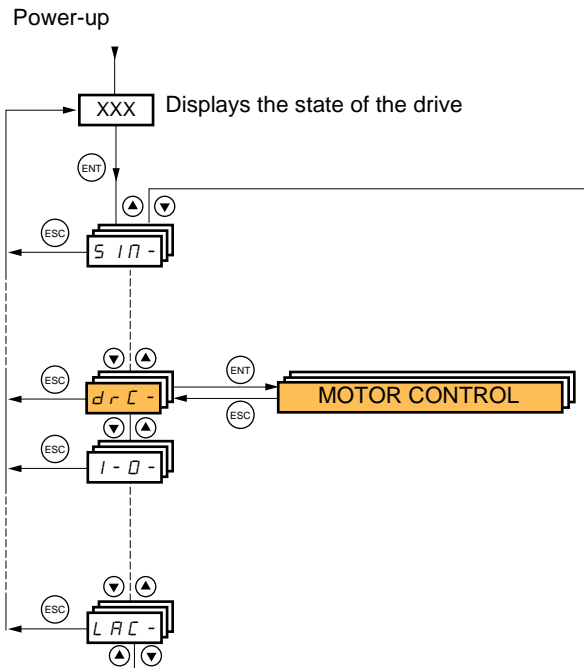 Power-up
XXX Displays the state of the drive
ENT
ESC
SIM-
ESC
drC-
ENT
ESC
MOTOR CONTROL
ESC
I-O-
ESC
LAC-